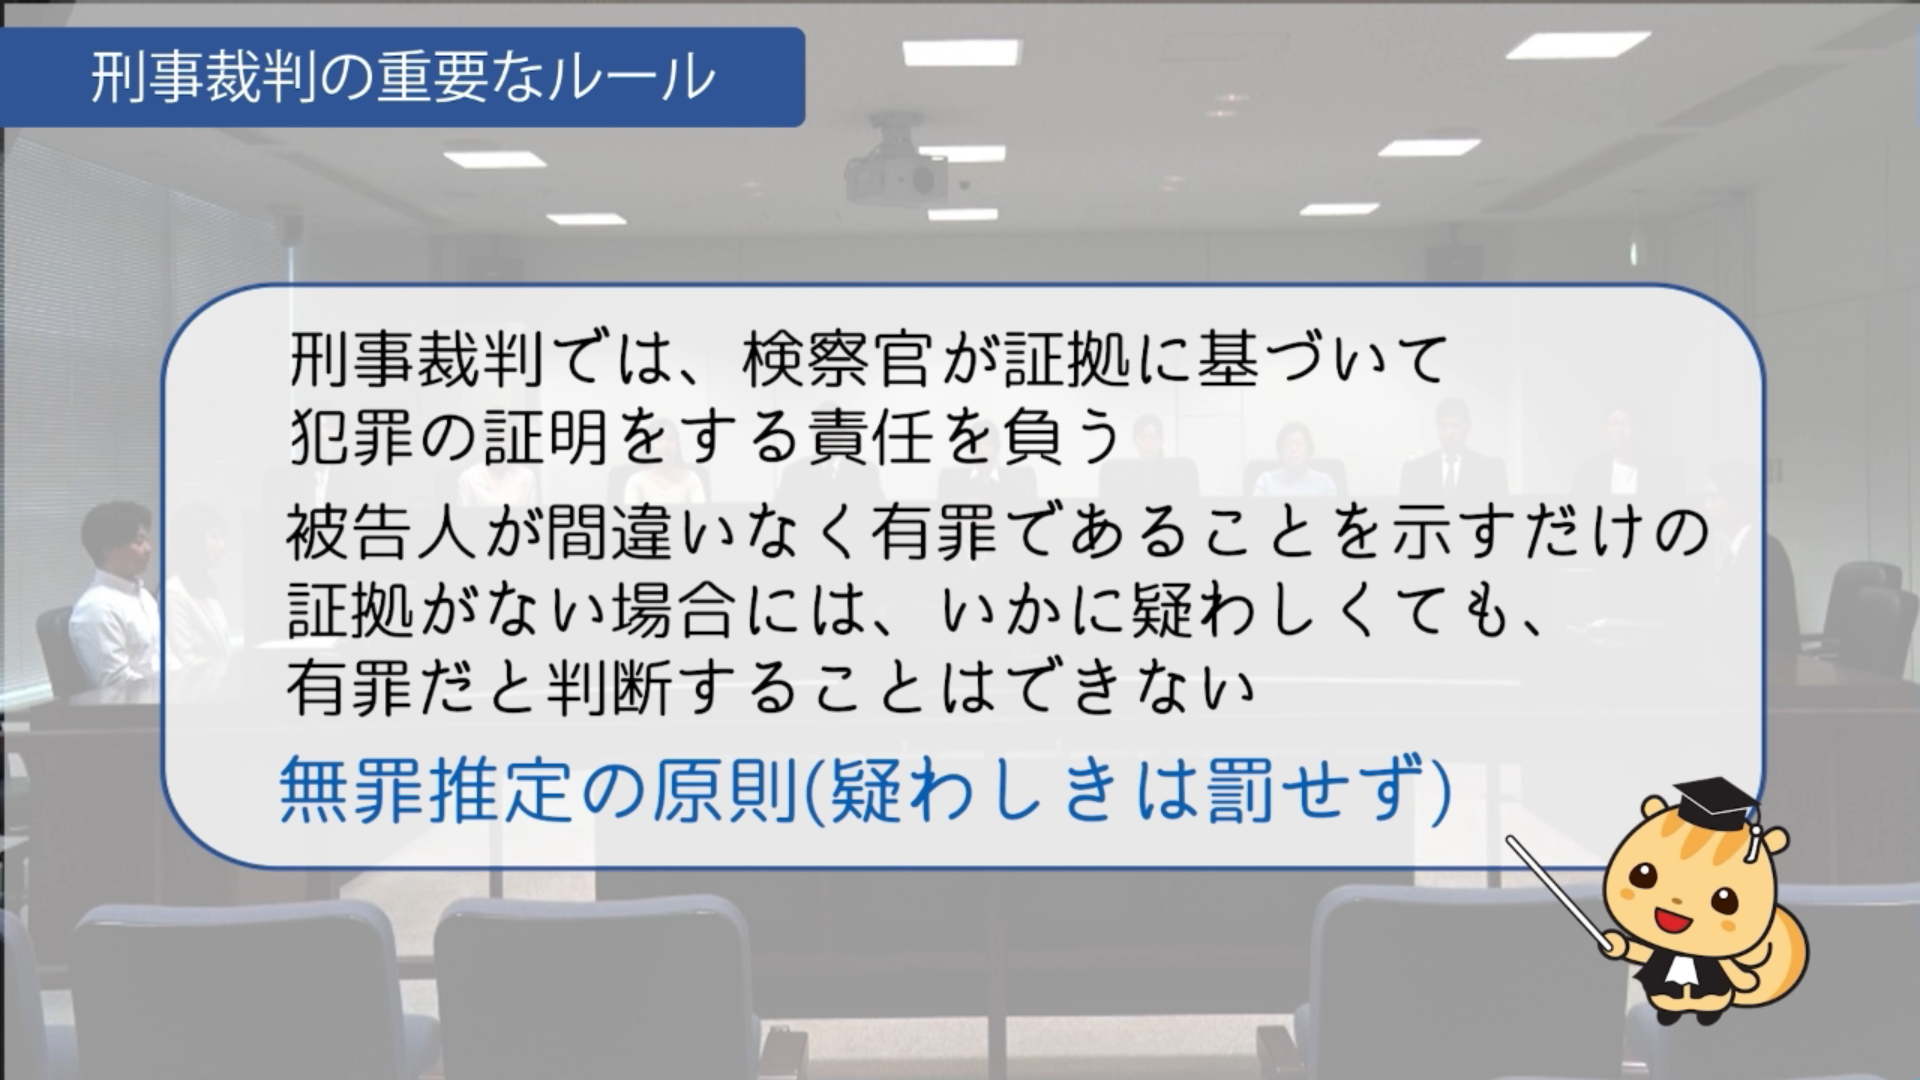 刑事裁判の重要なルール
刑事裁判では、検察官が証拠に基づいて
犯罪の証明をする責任を負う
被告人が間違いなく有罪であることを示すだけの
証拠がない場合には、いかに疑わしくても、
有罪だと判断することはできない
無罪推定の原則(疑わしきは罰せず)